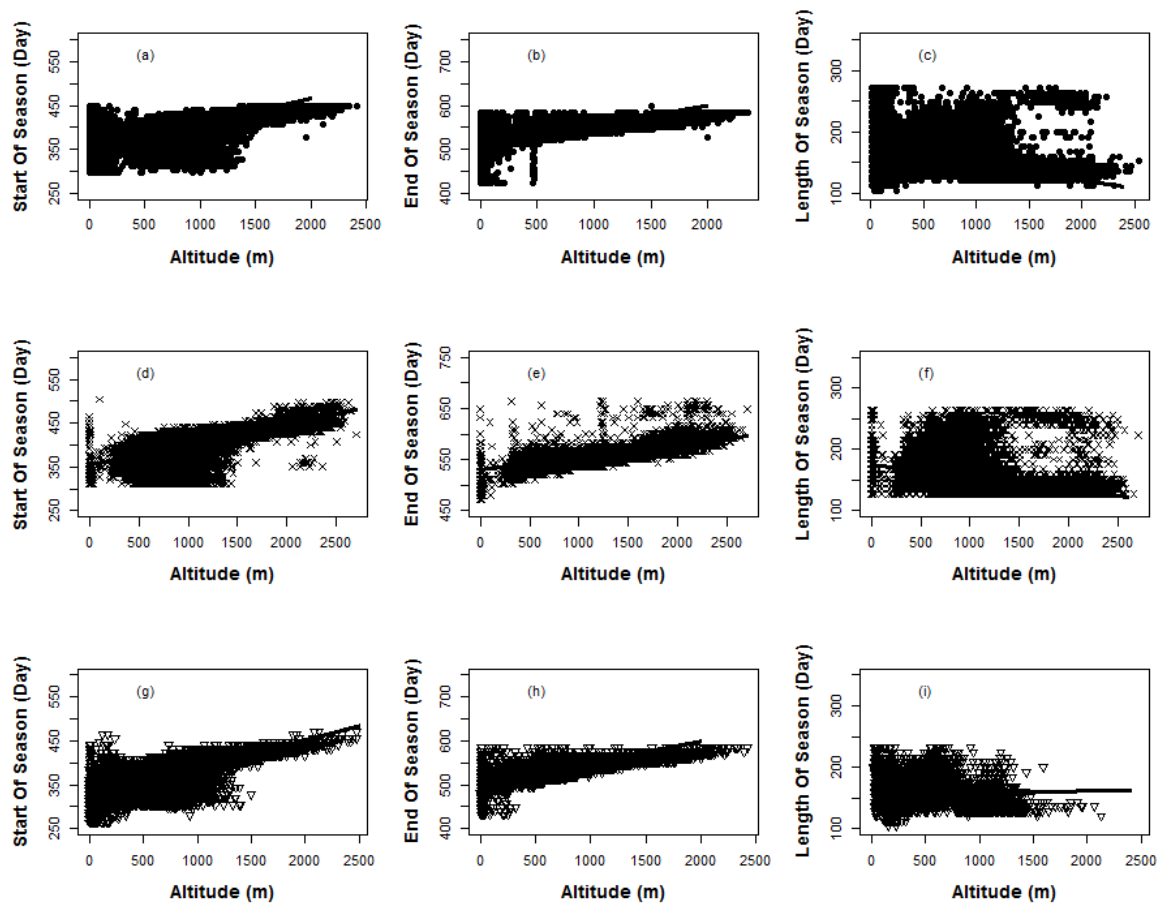 (a)
Start Of Season (Day)
250 350 450 550
0 500 1000 1500 2000 2500
Altitude (m)
(b)
End Of Season (Day)
400 500 600 700
0 500 1000 1500 2000
Altitude (m)
(c)
Length Of Season (Day)
100 200 300
0 500 1000 1500 2000 2500
Altitude (m)
(d)
Start Of Season (Day)
250 350 450 550
0 500 1000 1500 2000 2500
Altitude (m)
(e)
End Of Season (Day)
450 550 650 750
0 500 1000 1500 2000 2500
Altitude (m)
(f)
Length Of Season (Day)
100 200 300
0 500 1000 1500 2000 2500
Altitude (m)
(g)
Start Of Season (Day)
250 350 450 550
0 500 1000 1500 2000 2500
Altitude (m)
(h)
End Of Season (Day)
400 500 600 700
0 500 1000 1500 2000 2500
Altitude (m)
(i)
Length Of Season (Day)
100 200 300
0 500 1000 1500 2000 2500
Altitude (m)